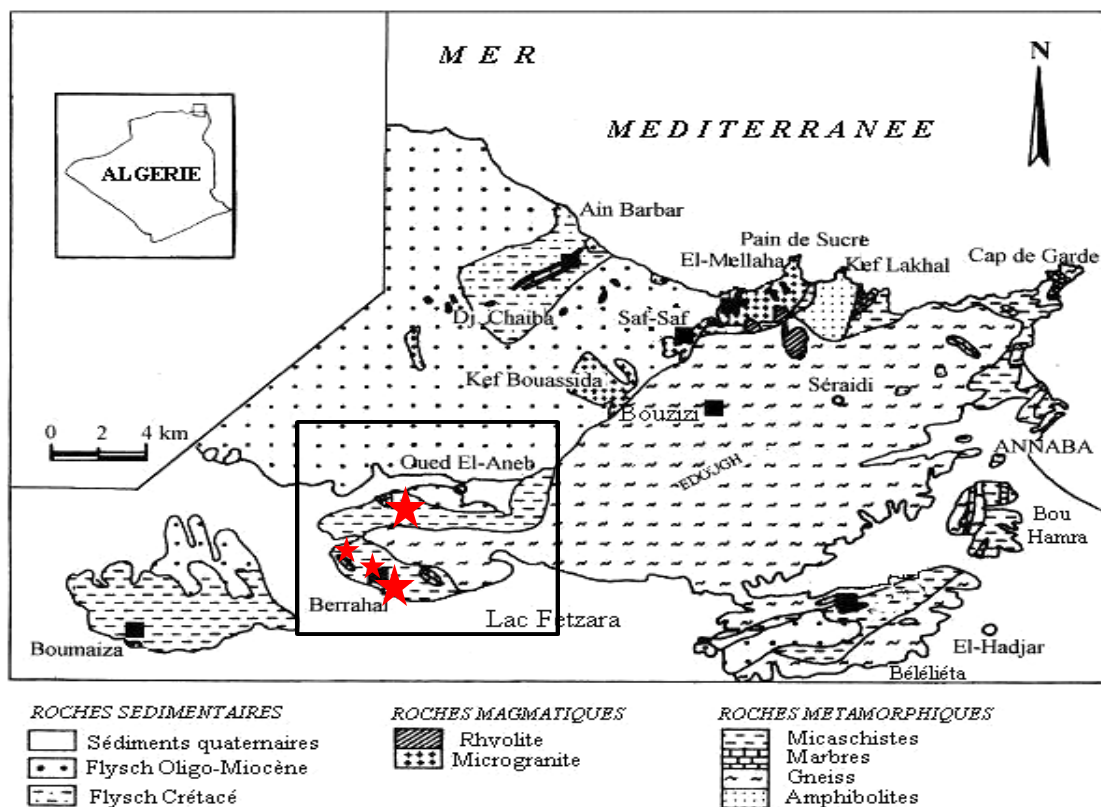 MER
MEDITERRANEE
N
ALGERIE
Ain Barbar
Pain de Sucre
El-Mellaha
Kef Lakhal
Cap de Garde
Dj. Chaiba
Saf-Saf
Kef Bouassida
Séraidi
Bouzizi
0 2 4 km
ANNABA
Oued El-Aneb
EDOUGH
Bou
Hamra
Berrahal
Lac Fetzara
El-Hadjar
Boumaiza
Béléliéta
ROCHES SEDIMENTAIRES
Sédiments quaternaires
Flysch Oligo-Miocène
Flysch Crétacé
ROCHES MAGMATIQUES
Rhvolite
Microgranite
ROCHES METAMORPHIQUES
Micaschistes
Marbres
Gneiss
Amphibolites